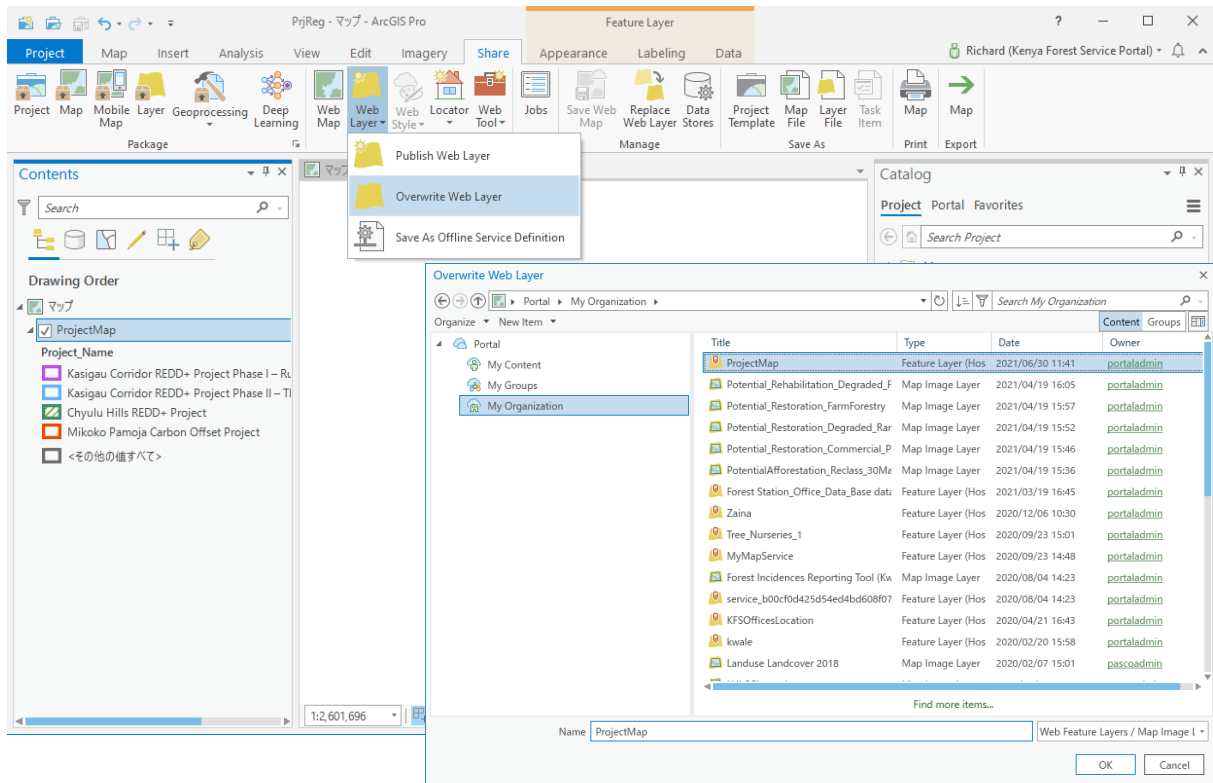 PrjReg - マップ - ArcGIS Pro
Feature Layer
?
Project Map Insert Analysis View Edit Imagery Share Appearance Labeling Data
Richard (Kenya Forest Service Portal)
Project Map Mobile Map Layer Geoprocessing Deep Learning
Web Map Web Layer Web Style Locator Web Tool Jobs
Save Web Map Replace Web Layer Data Stores
Project Template Map File Layer File Task Item
Map Map
Package Manage Save As Print Export
Publish Web Layer
Overwrite Web Layer
Save As Offline Service Definition
Contents
Search
Drawing Order
マップ
ProjectMap
Project_Name
Kasigau Corridor REDD+ Project Phase I – Ru
Kasigau Corridor REDD+ Project Phase II – Tl
Chyulu Hills REDD+ Project
Mikoko Pamoja Carbon Offset Project
<その他の値すべて>
1:2,601,696
Catalog
Project Portal Favorites
Search Project
Overwrite Web Layer
Portal My Organization
Search My Organization
Organize New Item
Content Groups
Portal
My Content
My Groups
My Organization
Title Type Date Owner
ProjectMap Feature Layer (Hos 2021/06/30 11:41 portaladmin
Potential_Rehabilitation_Degraded_F Map Image Layer 2021/04/19 16:05 portaladmin
Potential_Restoration_FarmForestry Map Image Layer 2021/04/19 15:57 portaladmin
Potential_Restoration_Degraded_Rar Map Image Layer 2021/04/19 15:52 portaladmin
Potential_Restoration_Commercial_P Map Image Layer 2021/04/19 15:46 portaladmin
PotentialAfforestation_Reclass_30Ma Map Image Layer 2021/04/19 15:36 portaladmin
Forest Station_Office_Data_Base data Feature Layer (Hos 2021/03/19 16:45 portaladmin
Zaina Feature Layer (Hos 2020/12/06 10:30 portaladmin
Tree_Nurseries_1 Feature Layer (Hos 2020/09/23 15:01 portaladmin
MyMapService Feature Layer (Hos 2020/09/23 14:48 portaladmin
Forest Incidences Reporting Tool (Kw Map Image Layer 2020/08/04 14:23 portaladmin
service_b00cf0d425d54ed4bd608f07 Feature Layer (Hos 2020/08/04 14:23 portaladmin
KFSOfficesLocation Feature Layer (Hos 2020/04/21 16:43 portaladmin
kwale Feature Layer (Hos 2020/02/20 15:58 portaladmin
Landuse Landcover 2018 Map Image Layer 2020/02/07 15:01 pascoadmin
Find more items...
Name ProjectMap
Web Feature Layers / Map Image L
OK Cancel